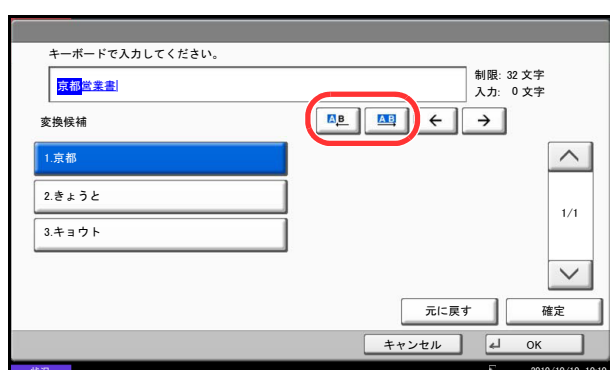 キーボードで入力してください。
京都営業書
制限: 32 文字
入力: 0 文字
変換候補
A B
A B
← →
1.京都
2.きょうと
3.キョウト
1/1
元に戻す
確定
キャンセル
OK